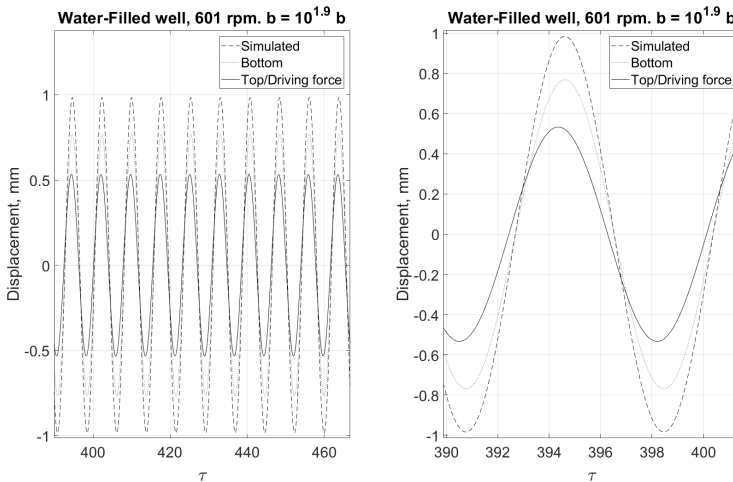 Water-Filled well, 601 rpm. b = 10^1.9 b
Simulated
Bottom
Top/Driving force
Displacement, mm
1
0.5
0
-0.5
-1
400 420 440 460
τ
Water-Filled well, 601 rpm. b = 10^1.9 b
Simulated
Bottom
Top/Driving force
Displacement, mm
1
0.8
0.6
0.4
0.2
0
-0.2
-0.4
-0.6
-0.8
-1
390 392 394 396 398 400
τ